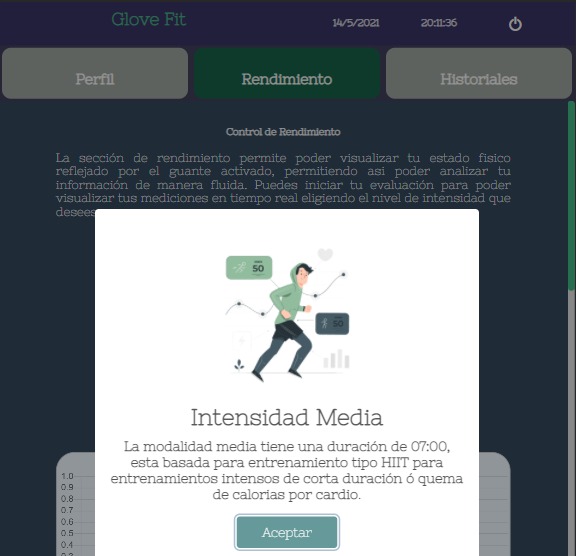 Glove Fit
14/5/2021
20:11:36
Perfil
Rendimiento
Historiales
Control de Rendimiento
La sección de rendimiento permite poder visualizar tu estado fisico
reflejado por el guante activado, permitiendo asi poder analizar tu
información de manera fluida. Puedes iniciar tu evaluación para poder
visualizar tus mediciones en tiempo real eligiendo el nivel de intensidad que
desees
50
50
Intensidad Media
La modalidad media tiene una duración de 07:00,
esta basada para entrenamiento tipo HIIT para
entrenamientos intensos de corta duración ó quema
de calorias por cardio.
Aceptar
1.0
0.9
0.8
0.7
0.6
0.5
0.4
0.3